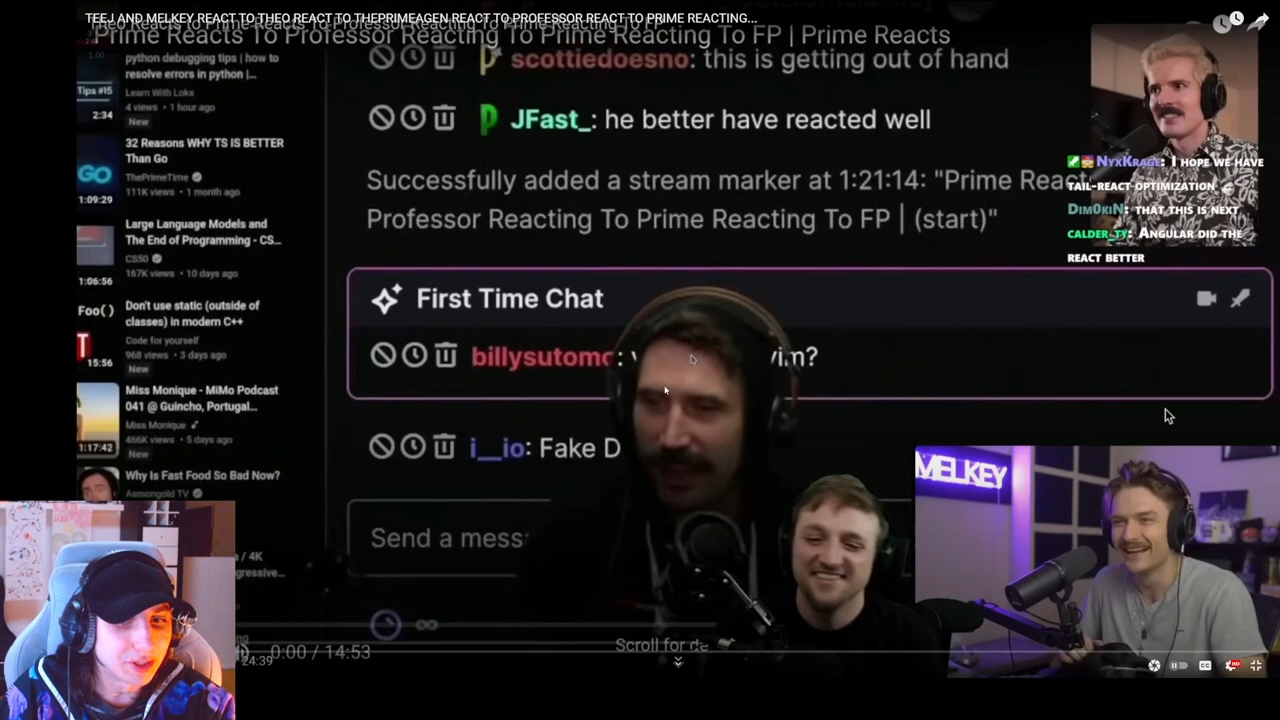 TEEJ AND MELKEY REACT TO THEO REACT TO THEPRIMEAGEN REACT TO PROFESSOR REACT TO PRIME REACTING...
Prime Reacts To Professor Reacting To Prime Reacting To FP | Prime Reacts
python debugging tips | how to
resolve errors in python |...
Learn With Loks
4 views • 1 hour ago
New
Tips #15
2:34
32 Reasons WHY TS IS BETTER
Than Go
ThePrimeTime
111K views • 1 month ago
GO
1:09:29
Large Language Models and
The End of Programming - CS...
CS50
167K views • 10 days ago
1:06:56
Don't use static (outside of
classes) in modern C++
Code for yourself
968 views • 3 days ago
New
Foo()
15:56
Miss Monique - MiMo Podcast
041 @ Guincho, Portugal...
Miss Monique
466K views • 5 days ago
New
1:17:42
Why Is Fast Food So Bad Now?
Asmongold TV
/ 4K
scottiedoesno: this is getting out of hand
JFast_: he better have reacted well
Successfully added a stream marker at 1:21:14: "Prime React
Professor Reacting To Prime Reacting To FP | (start)"
First Time Chat
billysutomo: vim?
i__io: Fake D
Send a mess
Scroll for de
0:00 / 14:53
24:39
NyxKrage: I HOPE WE HAVE
TAIL-REACT-OPTIMIZATION
Dim0kiN: THAT THIS IS NEXT
calder_ty: Angular did the
react better
MELKEY
CC
HD